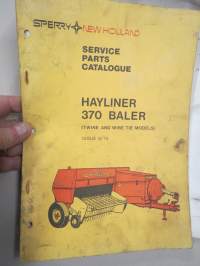 SPERRY NEW HOLLAND
SERVICE
PARTS
CATALOGUE
HAYLINER
370 BALER
(TWINE AND WIRE TIE MODELS)